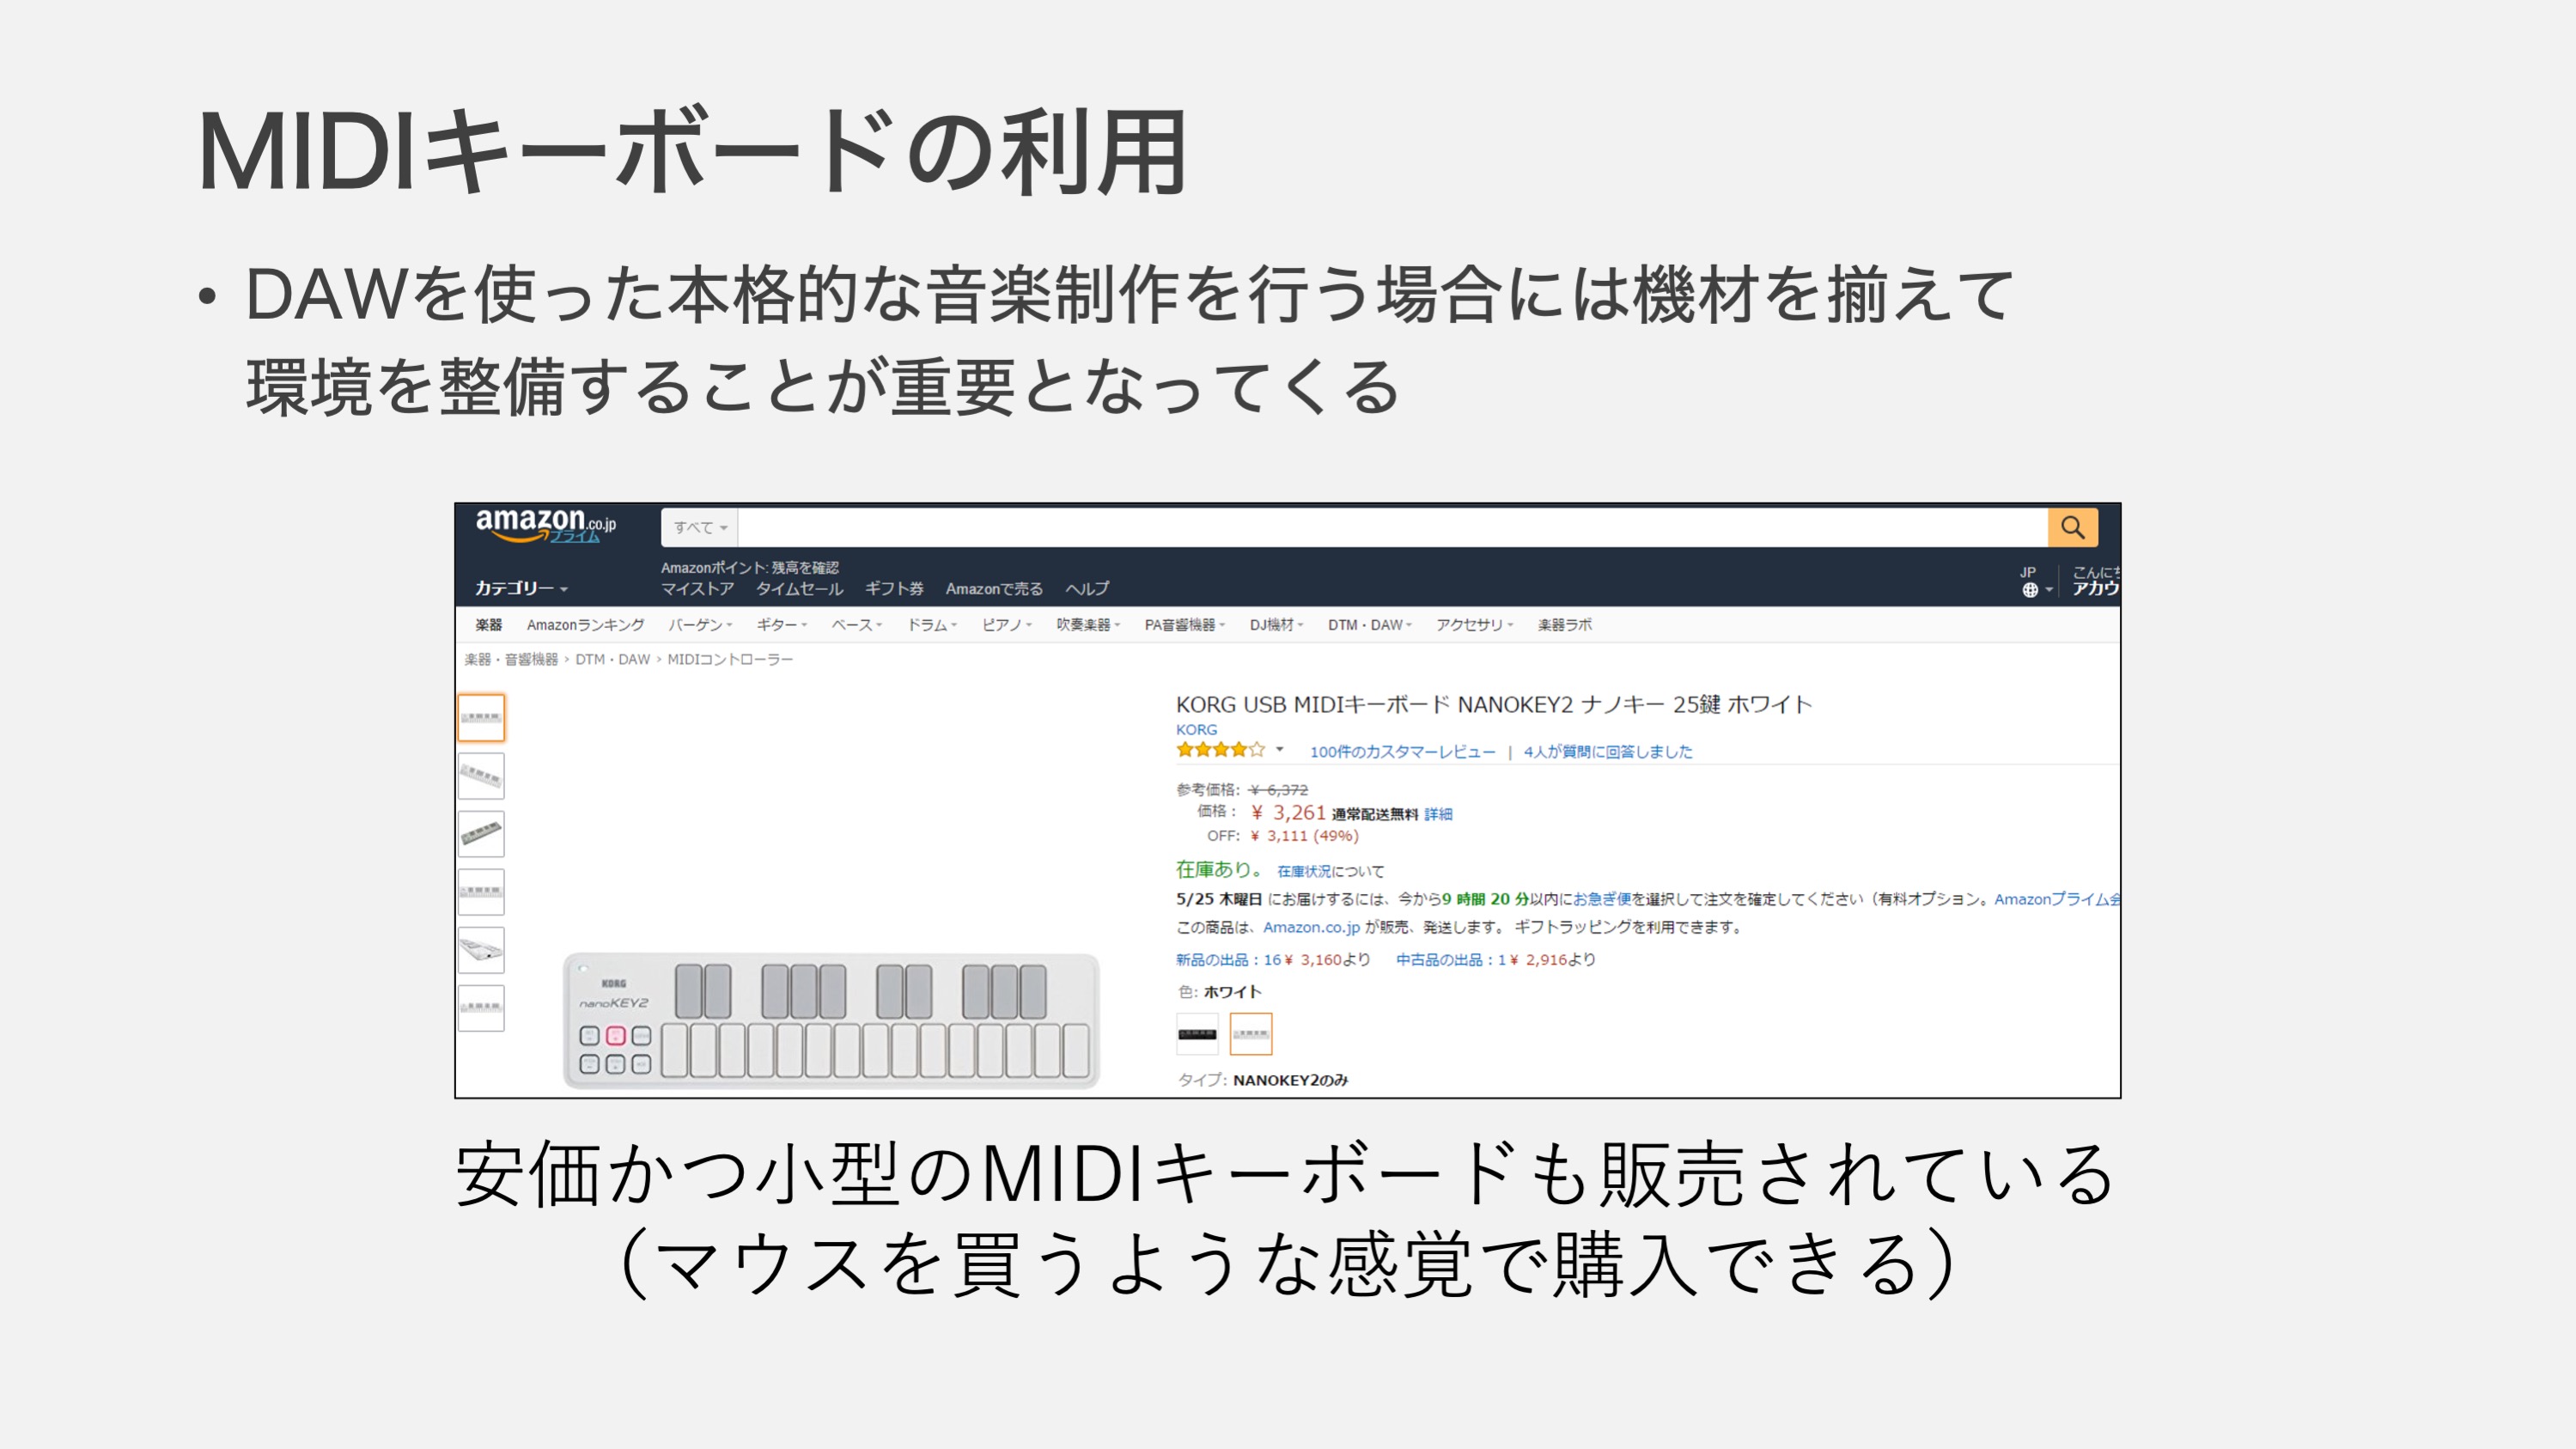 MIDIキーボードの利用
• DAWを使った本格的な音楽制作を行う場合には機材を揃えて
環境を整備することが重要となってくる
amazon.co.jp
プライム
すべて
Amazonポイント: 残高を確認
カテゴリー
マイストア タイムセール ギフト券 Amazonで売る ヘルプ
JP
こんにち
アカウ
楽器 Amazonランキング バーゲン ギター ベース ドラム ピアノ 吹奏楽器 PA音響機器 DJ機材 DTM・DAW アクセサリ 楽器ラボ
楽器・音響機器 › DTM・DAW › MIDIコントローラー
KORG USB MIDIキーボード NANOKEY2 ナノキー 25鍵 ホワイト
KORG
100件のカスタマーレビュー | 4人が質問に回答しました
参考価格: ¥ 6,372
価格: ¥ 3,261 通常配送無料 詳細
OFF: ¥ 3,111 (49%)
在庫あり。 在庫状況について
5/25 木曜日 にお届けするには、今から9 時間 20 分以内にお急ぎ便を選択して注文を確定してください（有料オプション。Amazonプライム会
この商品は、Amazon.co.jp が販売、発送します。 ギフトラッピングを利用できます。
新品の出品：16¥ 3,160より 中古品の出品：1¥ 2,916より
色: ホワイト
タイプ: NANOKEY2のみ
KORG
nanoKEY2
安価かつ小型のMIDIキーボードも販売されている
（マウスを買うような感覚で購入できる）